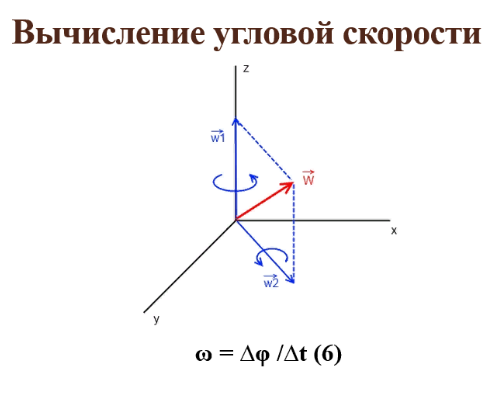 Вычисление угловой скорости
z
w1
W
x
w2
y
ω = Δφ /Δt (6)